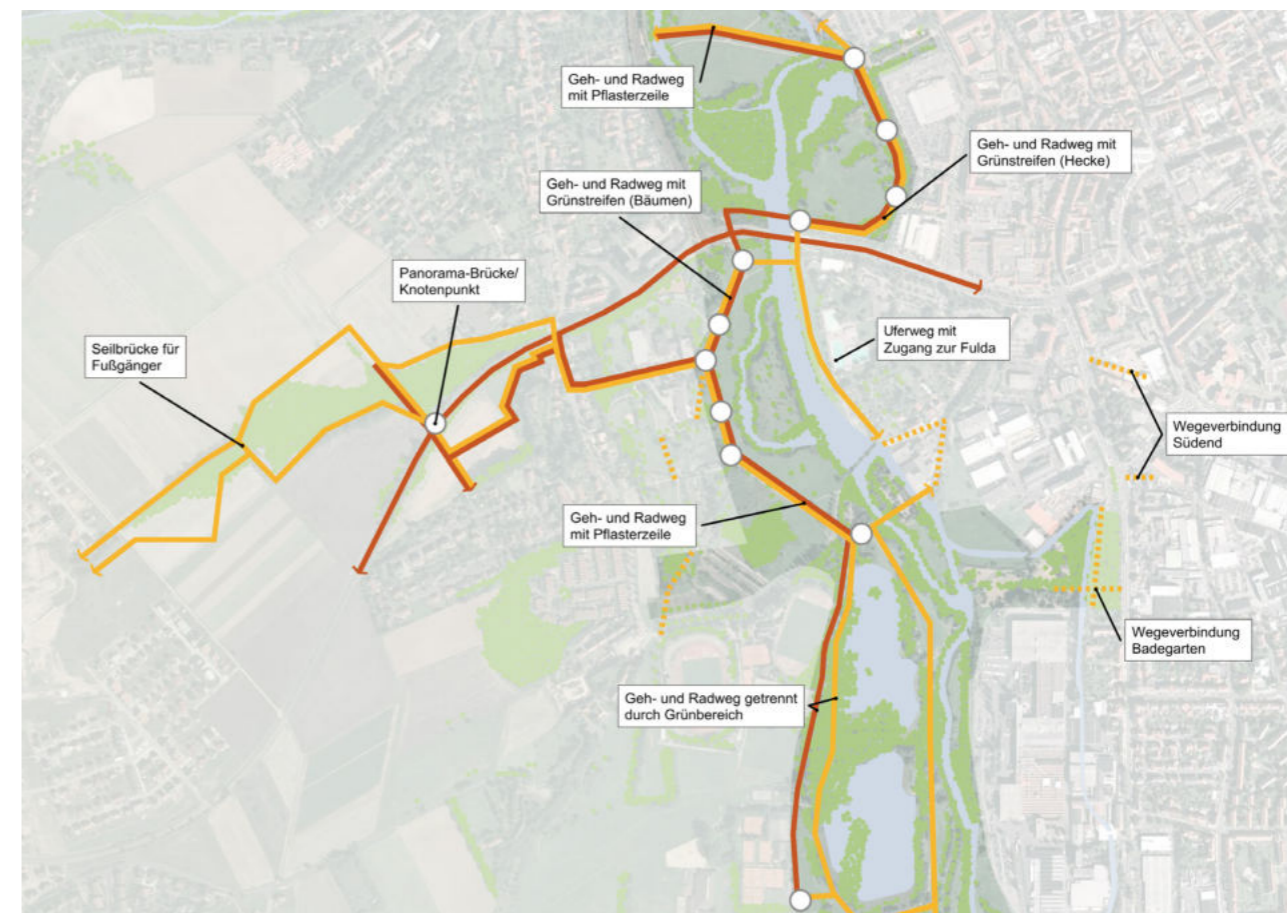 Geh- und Radweg
mit Pflasterzeile
Geh- und Radweg mit
Grünstreifen (Hecke)
Geh- und Radweg mit
Grünstreifen (Bäumen)
Panorama-Brücke/
Knotenpunkt
Seilbrücke für
Fußgänger
Uferweg mit
Zugang zur Fulda
Wegeverbindung
Südend
Geh- und Radweg
mit Pflasterzeile
Wegeverbindung
Badegarten
Geh- und Radweg getrennt
durch Grünbereich